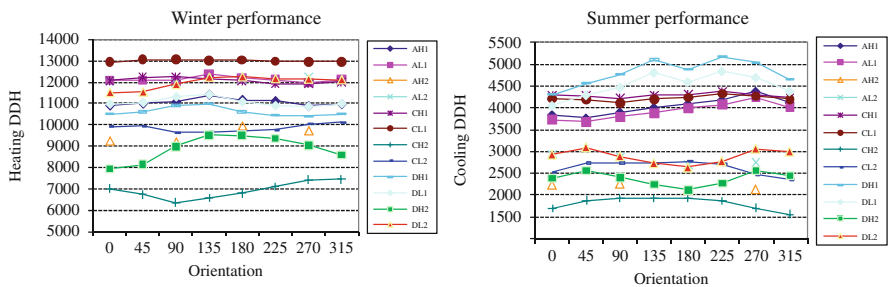 Winter performance
14000
13000
12000
11000
10000
9000
8000
7000
6000
5000
Heating DDH
0 45 90 135 180 225 270 315
Orientation
AH1
AL1
AH2
AL2
CH1
CL1
CH2
CL2
DH1
DL1
DH2
DL2
Summer performance
5500
5000
4500
4000
3500
3000
2500
2000
1500
Cooling DDH
0 45 90 135 180 225 270 315
Orientation
AH1
AL1
AH2
AL2
CH1
CL1
CH2
CL2
DH1
DL1
DH2
DL2